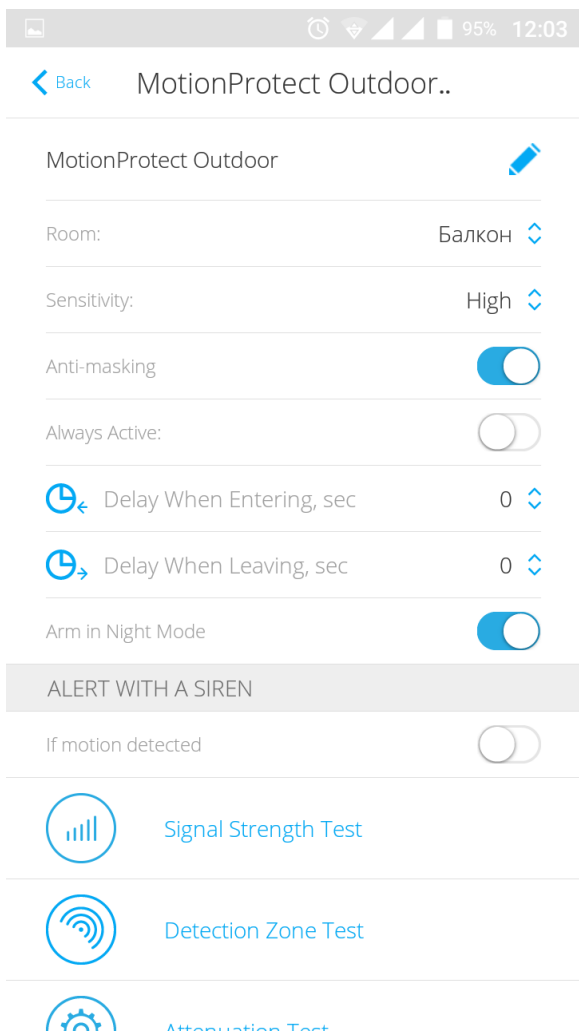 95% 12:03
Back MotionProtect Outdoor..
MotionProtect Outdoor
Room: Балкон
Sensitivity: High
Anti-masking
Always Active:
Delay When Entering, sec 0
Delay When Leaving, sec 0
Arm in Night Mode
ALERT WITH A SIREN
If motion detected
Signal Strength Test
Detection Zone Test
Attenuation Test